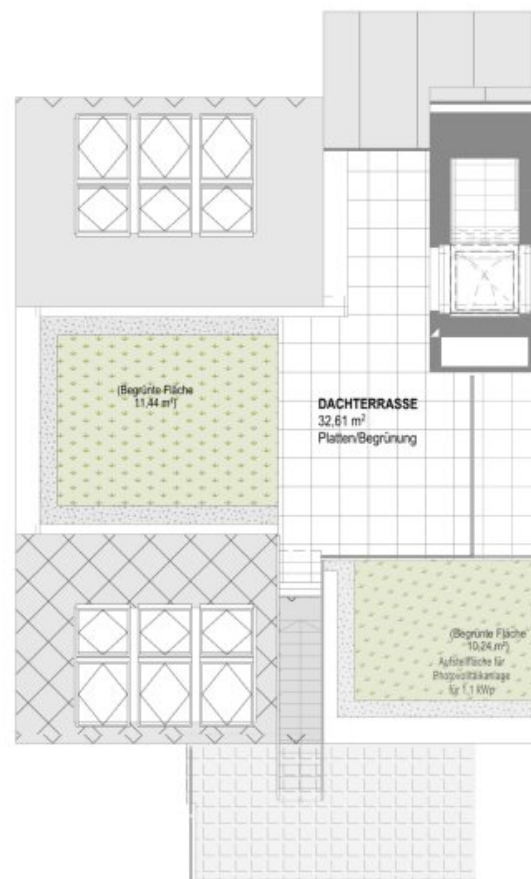 (Begrünte Fläche
11,44 m²)
DACHTERRASSE
32,61 m²
Platten/Begrünung
(Begrünte Fläche
10,24 m²)
Aufstellfläche für
Photovoltaikanlage
für 1,1 kWp